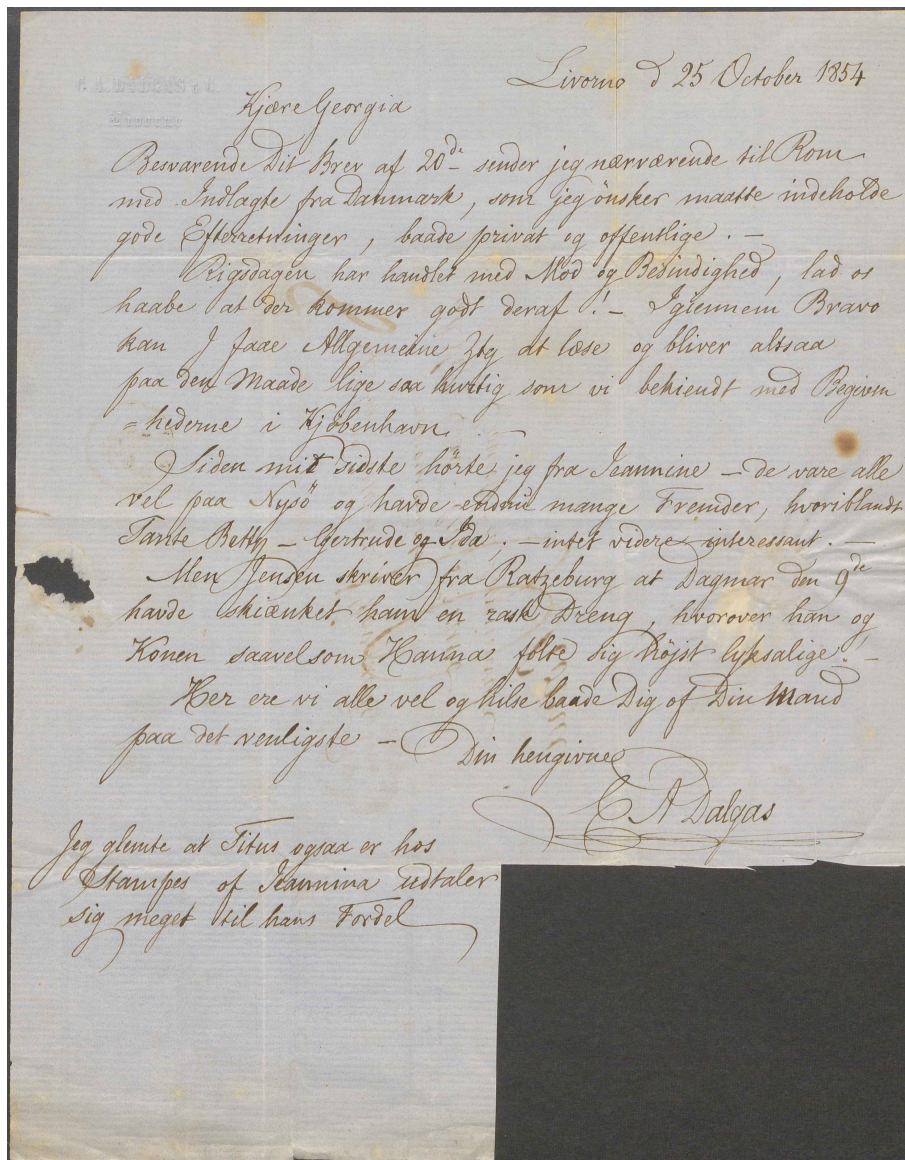 Livorno d 25 October 1854
Kjære Georgia
Besvarende Dit Brev af 20de sender jeg nærværende til Rom
med Indlagte fra Danmark, som jeg ønsker maatte indeholde
gode Efterretninger, baade privat og offentlige. —
Rigsdagen har handlet med Mod og Besindighed, lad os
haabe at der kommer godt deraf! — Igiennem Bravo
kan I faae Allgemeine Ztg at læse og bliver altsaa
paa den Maade lige saa hurtig som vi bekiendt med Begiven
=hederne i Kjöbenhavn.
Siden mit sidste hörte jeg fra Jeannine — de vare alle
vel paa Nysö og havde endnu mange Fremder, hvoriblandt
Tante Betty — Gertrude og Ida; — intet videre interessant. —
Men Jensen skriver fra Ratzeburg at Dagmar den 9de
havde skiænket ham en rask Dreng, hvorover han og
Konen saavelsom Hanna fölte sig höjst lyksalige! —
Her ere vi alle vel og hilse baade Dig of Din Mand
paa det venligste — Din hengivne
C A Dalgas
Jeg glemte at Titus ogsaa er hos
Stampes of Jeannina udtaler
sig meget til hans Fordel